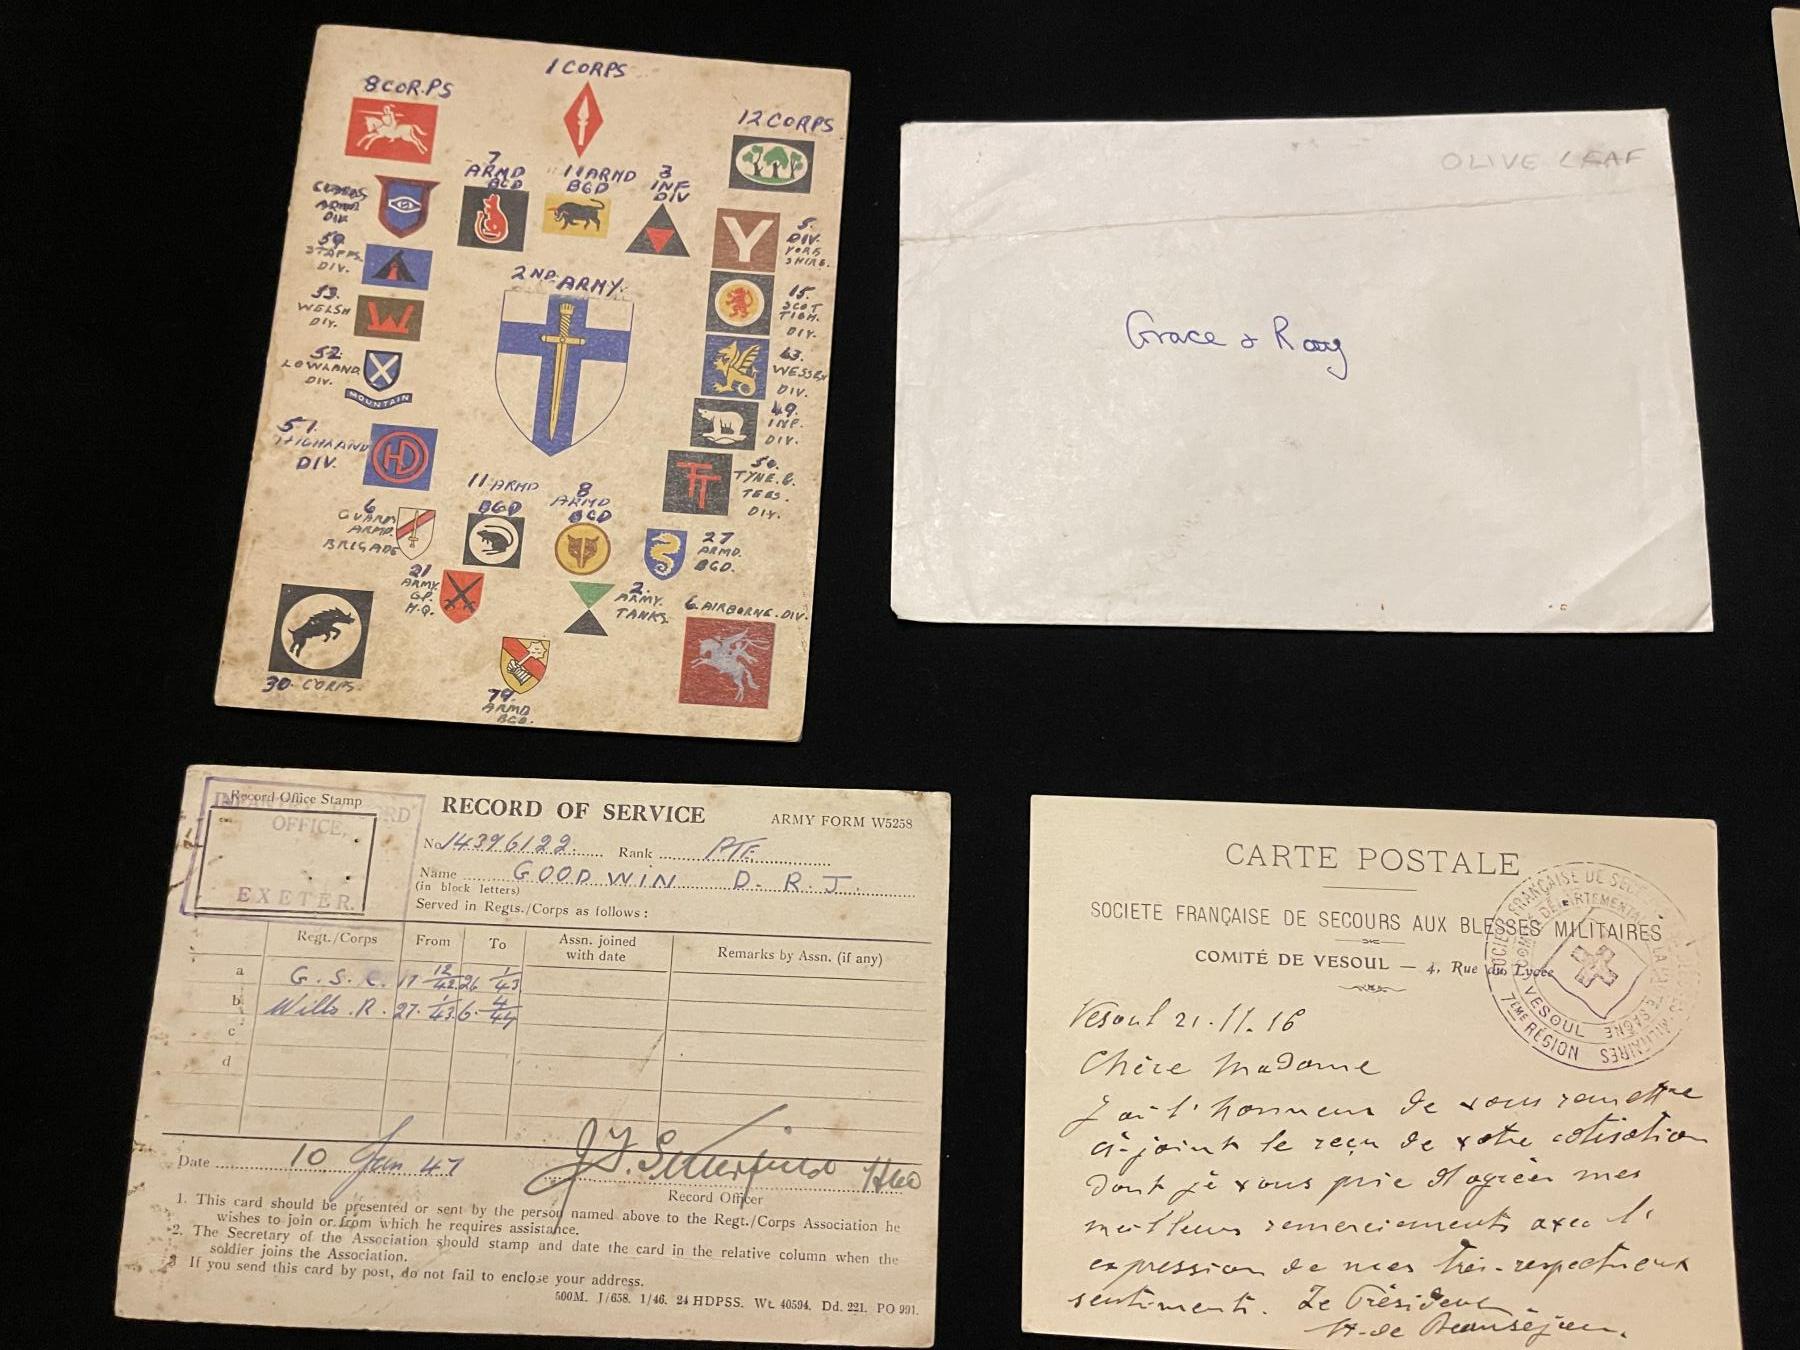 1 CORPS
8 CORPS
12 CORPS
7
ARMD
BGD
11 ARMD
BGD
3
INF
DIV
ARMD
DIV
5.
DIV.
YORK
SHIRE.
59
STAFFS.
DIV.
2ND. ARMY.
15.
SCOT
TISH.
DIV.
53.
WELSH
DIV.
43.
WESSEX
DIV.
52.
LOWLAND
DIV.
MOUNTAIN
49.
INF.
DIV.
51.
HIGHLAND
DIV.
HD
50.
TYNE. &
TEES.
DIV.
11 ARMD
BGD
8
ARMD
BGD
6
GUARDS
ARMD.
BRIGADE
27
ARMD.
BGD.
21
ARMY.
GP.
H.Q.
2.
ARMY.
TANKS.
6. AIRBORNE. DIV.
30. CORPS.
79.
ARMD
BGD.
OLIVE LEAF
Grace & Ray
Record Office Stamp
OFFICE,
EXETER.
RECORD OF SERVICE
ARMY FORM W5258
No. 14396122. Rank PTE.
Name GOODWIN D. R. J.
(in block letters)
Served in Regts./Corps as follows:
Regt./Corps From To Assn. joined with date Remarks by Assn. (if any)
a G. S. C. 17 12/42 26 1/43
b Wilts. R. 27. 1/43 6. 4/44
c
d
Date 10 Jan 47
Record Officer
1. This card should be presented or sent by the person named above to the Regt./Corps Association he
wishes to join or from which he requires assistance.
2. The Secretary of the Association should stamp and date the card in the relative column when the
soldier joins the Association.
3 If you send this card by post, do not fail to enclose your address.
500M. J/658. 1/46. 24 HDPSS. Wt. 40594. Dd. 221. PO 991.
CARTE POSTALE
SOCIETE FRANÇAISE DE SECOURS AUX BLESSES MILITAIRES
COMITÉ DE VESOUL — 4, Rue du Lycée
VESOUL
7ÈME RÉGION
Vesoul 21.11.16
Chère Madame
J'ai l'honneur de vous remettre
ci-joint le reçu de votre cotisation
dont je vous prie d'agréer mes
meilleurs remerciements avec l'
expression de mes très-respectueux
sentiments. Le Président